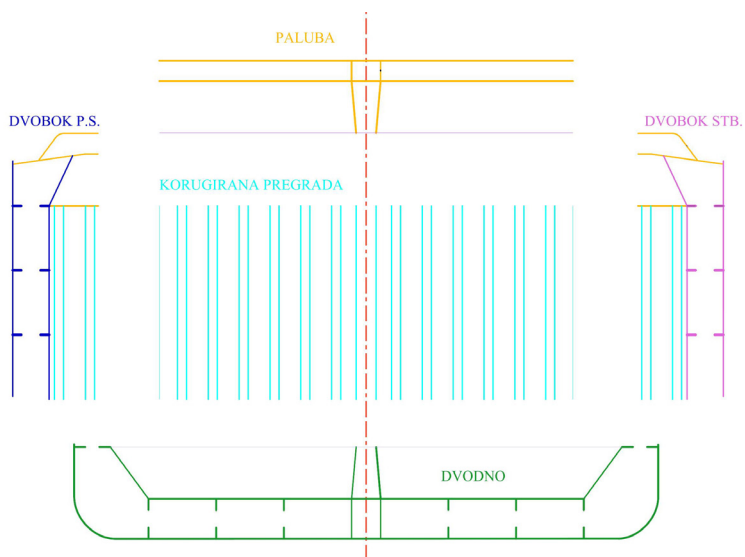 PALUBA
DVOBOK P.S.
DVOBOK STB.
KORUGIRANA PREGRADA
DVODNO